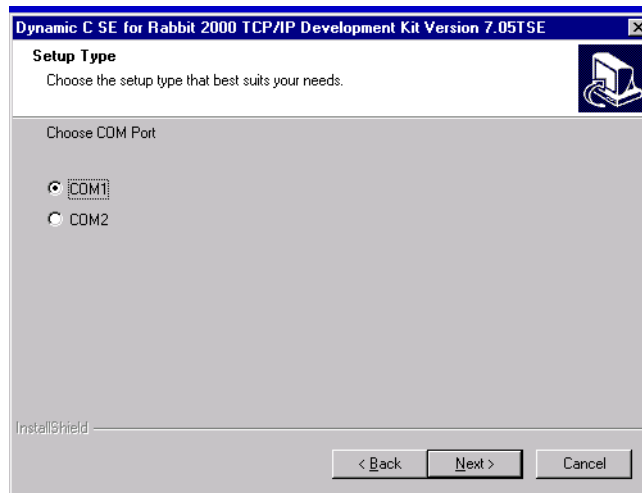 Dynamic C SE for Rabbit 2000 TCP/IP Development Kit Version 7.05TSE
Setup Type
Choose the setup type that best suits your needs.
Choose COM Port
COM1
COM2
InstallShield
< Back Next > Cancel